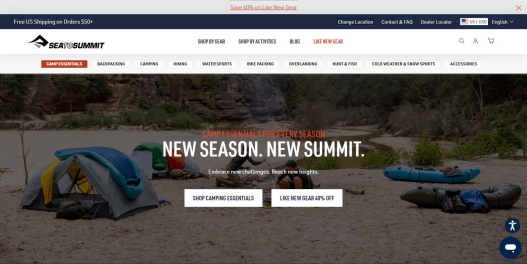 Save 40% on Like New Gear
Free US Shipping on Orders $50+
Change Location
Contact & FAQ
Dealer Locator
US | USD
English
SEA TO SUMMIT
SHOP BY GEAR
SHOP BY ACTIVITIES
BLOG
LIKE NEW GEAR
CAMP ESSENTIALS
BACKPACKING
CAMPING
HIKING
WATER SPORTS
BIKE PACKING
OVERLANDING
HUNT & FISH
COLD WEATHER & SNOW SPORTS
ACCESSORIES
CAMP ESSENTIALS FOR EVERY SEASON
NEW SEASON. NEW SUMMIT.
Embrace new challenges. Reach new heights.
SHOP CAMPING ESSENTIALS
LIKE NEW GEAR 40% OFF